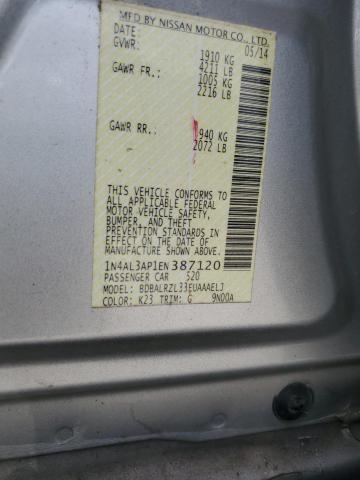 MFD BY NISSAN MOTOR CO., LTD.
DATE: 05/14
GVWR: 1910 KG
4211 LB
GAWR FR.: 1005 KG
2216 LB
GAWR RR.: 940 KG
2072 LB
THIS VEHICLE CONFORMS TO
ALL APPLICABLE FEDERAL
MOTOR VEHICLE SAFETY,
BUMPER, AND THEFT
PREVENTION STANDARDS
IN EFFECT ON THE DATE OF
MANUFACTURE SHOWN ABOVE.
1N4AL3AP1EN387120
PASSENGER CAR 520
MODEL: BDBALRZL33EUAAAELJ
COLOR: K23 TRIM: G 9N00A